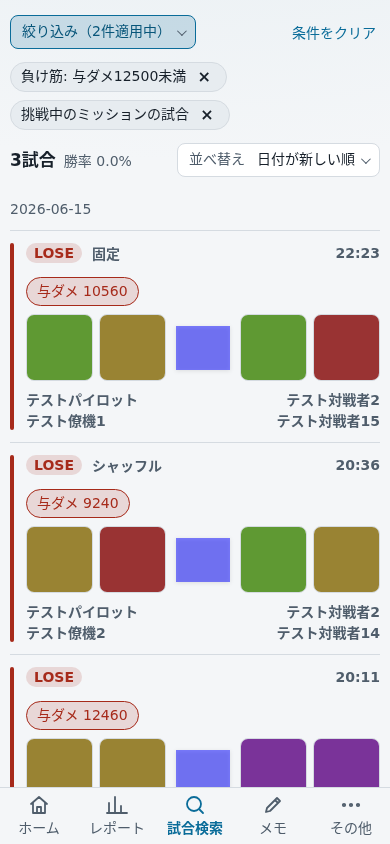 絞り込み（2件適用中）
条件をクリア
負け筋: 与ダメ12500未満 ×
挑戦中のミッションの試合 ×
3試合 勝率 0.0%
並べ替え 日付が新しい順
2026-06-15
LOSE 固定 22:23
与ダメ 10560
テストパイロット テスト対戦者2
テスト僚機1 テスト対戦者15
LOSE シャッフル 20:36
与ダメ 9240
テストパイロット テスト対戦者2
テスト僚機2 テスト対戦者14
LOSE 20:11
与ダメ 12460
ホーム レポート 試合検索 メモ その他